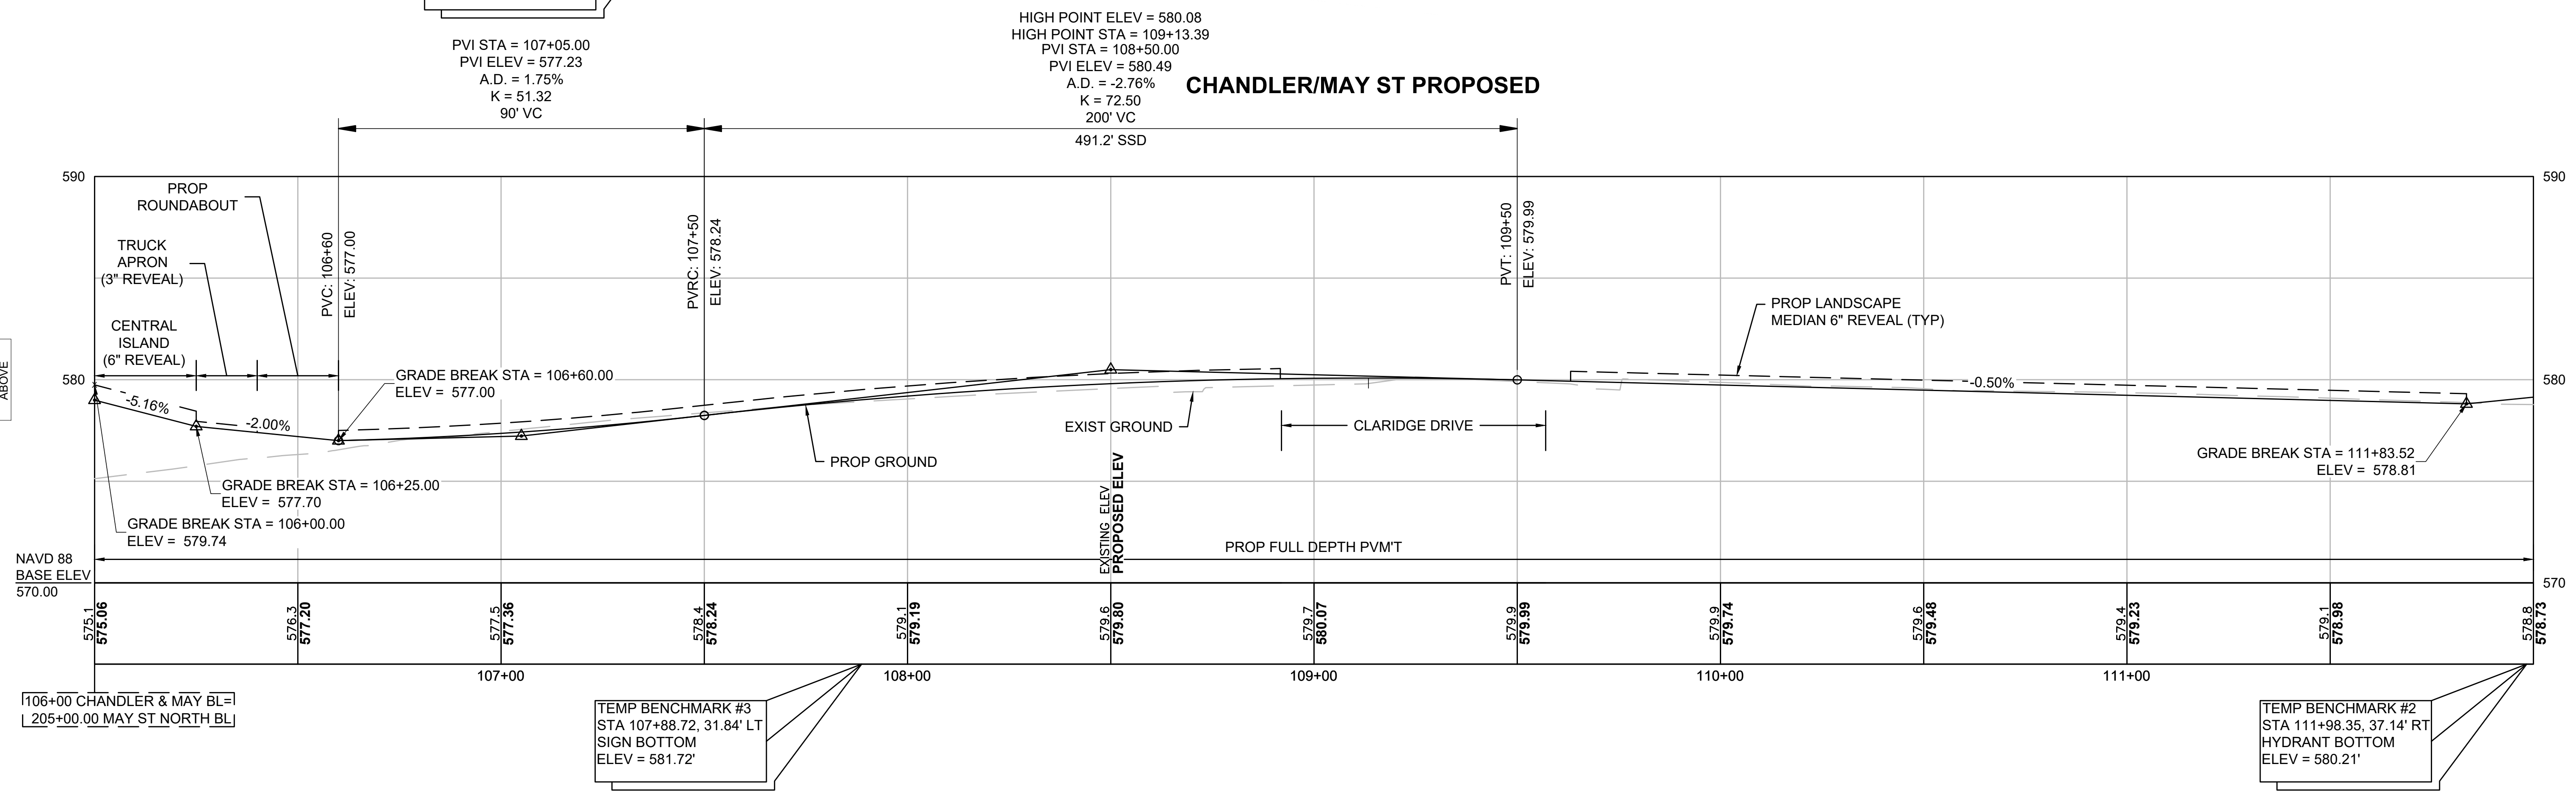 HIGH POINT ELEV = 580.08
HIGH POINT STA = 109+13.39
PVI STA = 108+50.00
PVI ELEV = 580.49
A.D. = -2.76%
K = 72.50
200' VC
491.2' SSD
PVI STA = 107+05.00
PVI ELEV = 577.23
A.D. = 1.75%
K = 51.32
90' VC
CHANDLER/MAY ST PROPOSED
590
590
PROP
ROUNDABOUT
TRUCK
APRON
(3" REVEAL)
CENTRAL
ISLAND
(6" REVEAL)
PVC: 106+60
ELEV: 577.00
PVRC: 107+50
ELEV: 578.24
PVT: 109+50
ELEV: 579.99
PROP LANDSCAPE
MEDIAN 6" REVEAL (TYP)
ABOVE
580
580
-5.16%
-2.00%
-0.50%
GRADE BREAK STA = 106+60.00
ELEV = 577.00
EXIST GROUND
CLARIDGE DRIVE
PROP GROUND
GRADE BREAK STA = 111+83.52
ELEV = 578.81
GRADE BREAK STA = 106+25.00
ELEV = 577.70
GRADE BREAK STA = 106+00.00
ELEV = 579.74
EXISTING ELEV
PROPOSED ELEV
PROP FULL DEPTH PVM'T
NAVD 88
BASE ELEV
570.00
570
575.1
575.06
576.3
577.20
577.5
577.36
578.4
578.24
579.1
579.19
579.6
579.80
579.7
580.07
579.9
579.99
579.9
579.74
579.6
579.48
579.4
579.23
579.1
578.98
578.8
578.73
107+00
108+00
109+00
110+00
111+00
106+00 CHANDLER & MAY BL=
205+00.00 MAY ST NORTH BL
TEMP BENCHMARK #3
STA 107+88.72, 31.84' LT
SIGN BOTTOM
ELEV = 581.72'
TEMP BENCHMARK #2
STA 111+98.35, 37.14' RT
HYDRANT BOTTOM
ELEV = 580.21'